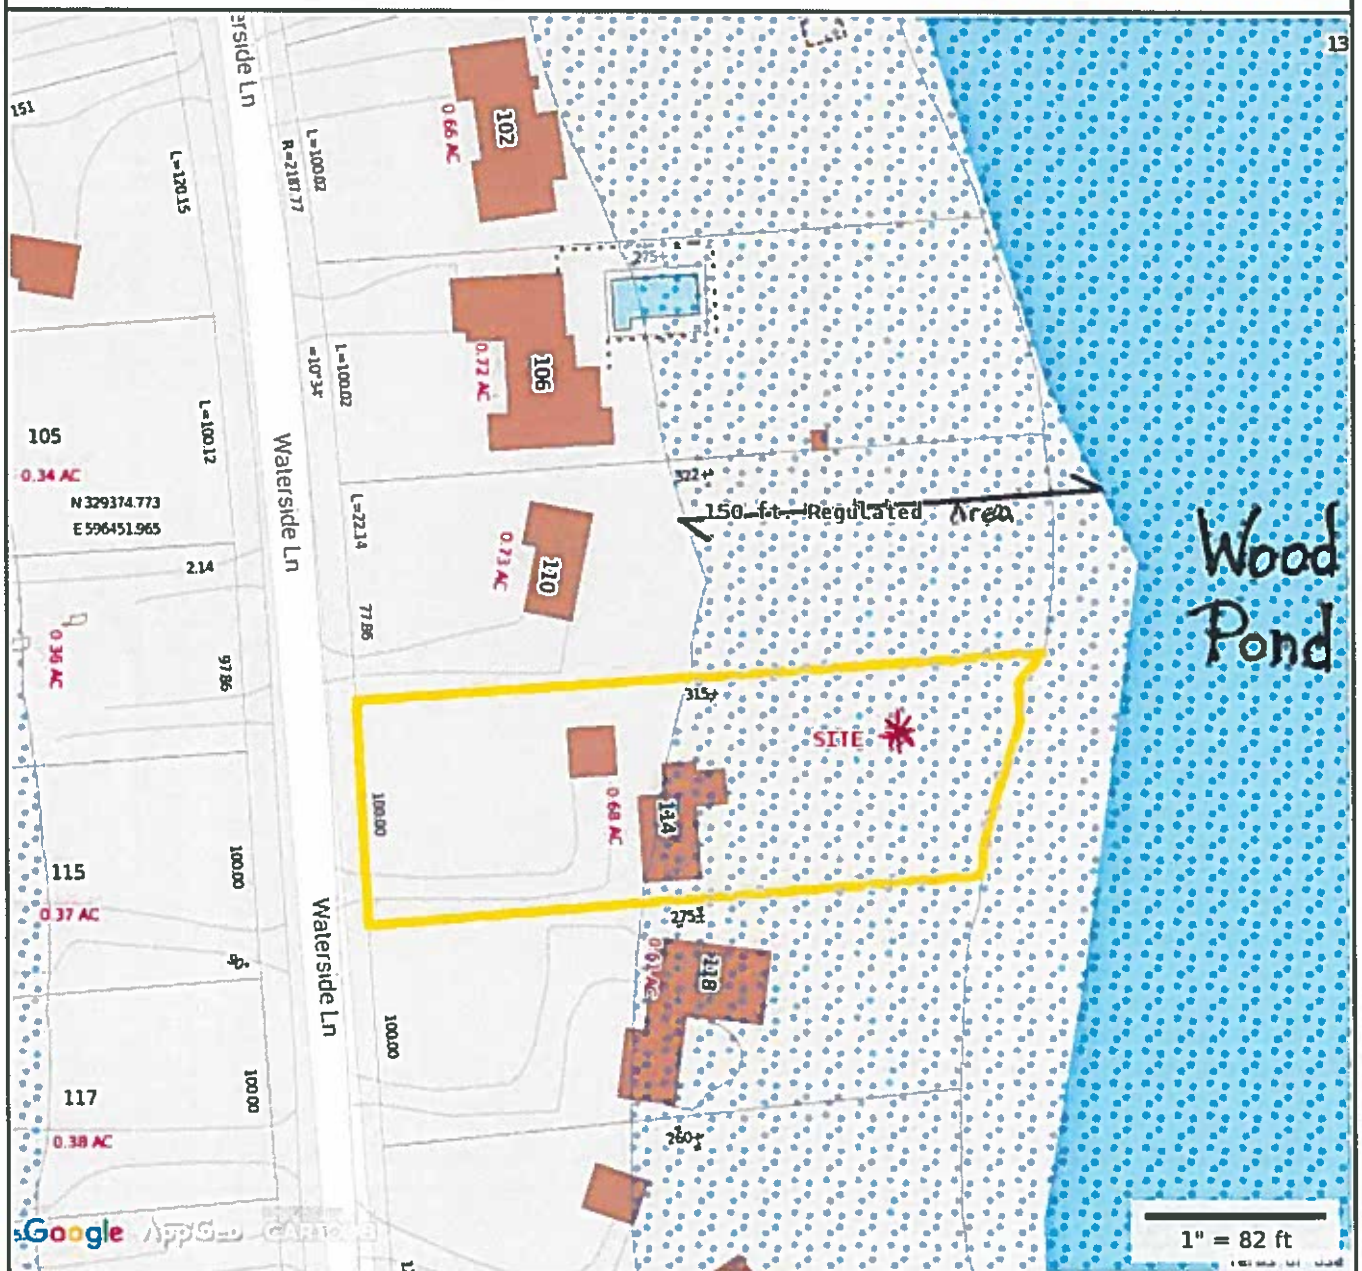 13
151
L=120.15
L=100.02
R=2187.77
0.66 AC
102
275±
L=100.02
0.72 AC
106
105
0.34 AC
L=100.12
N 329374.773
E 596451.965
Waterside Ln
322±
150 ft Regulated Area
Wood
Pond
L=22.14
0.73 AC
110
2.14
77.86
0.36 AC
97.86
315±
SITE
100.00
0.68 AC
114
115
0.37 AC
100.00
275±
Waterside Ln
118
90°
100.00
117
0.38 AC
100.00
260±
Google AppGeo
1" = 82 ft